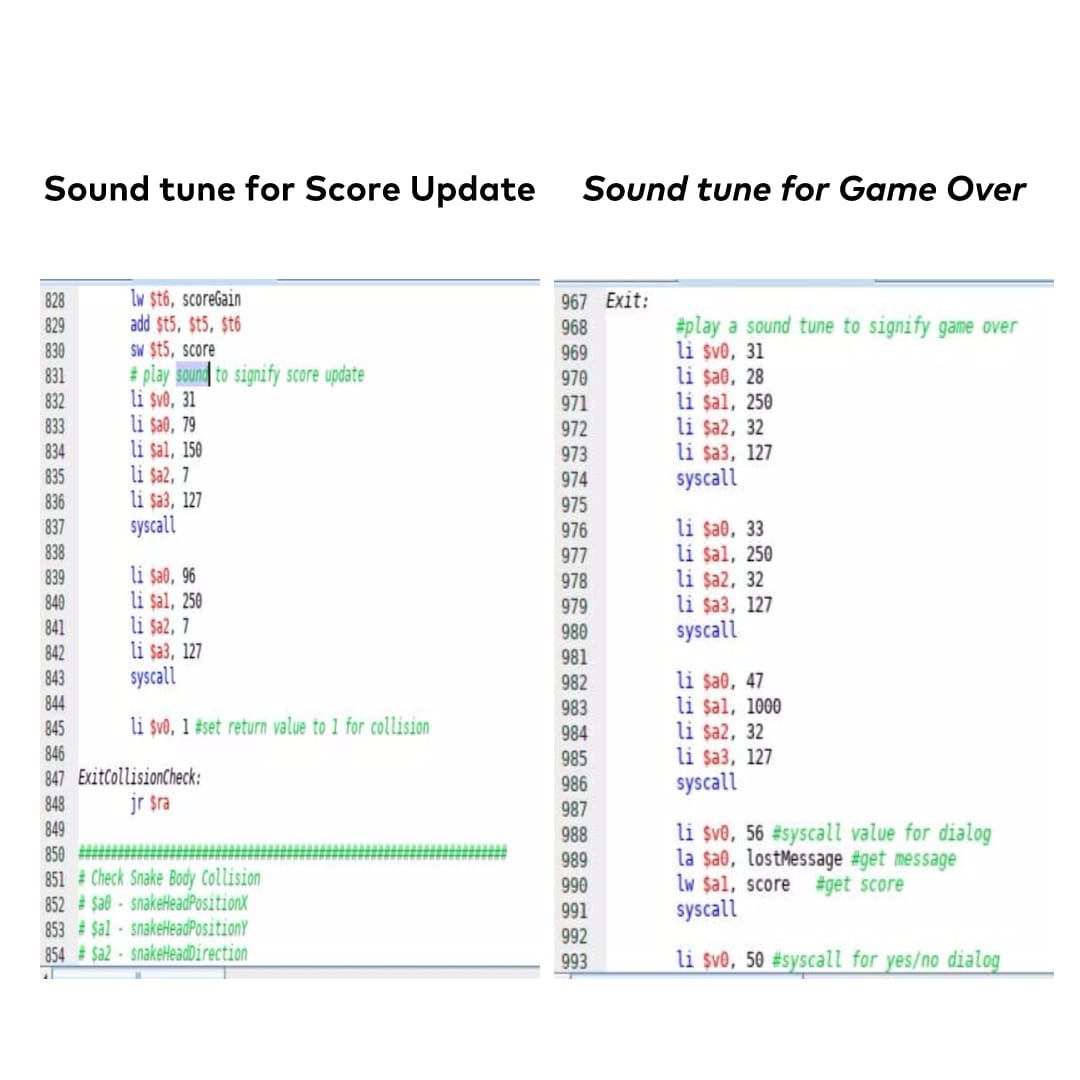 Sound tune for Score Update
828 lw $t6, scoreGain
829 add $t5, $t5, $t6
830 sw $t5, score
831 # play sound to signify score update
832 li $v0, 31
833 li $a0, 79
834 li $a1, 150
835 li $a2, 7
836 li $a3, 127
837 syscall
838
839 li $a0, 96
840 li $a1, 250
841 li $a2, 7
842 li $a3, 127
843 syscall
844
845 li $v0, 1 #set return value to 1 for collision
846
847 ExitCollisionCheck:
848 jr $ra
849
850 ##################################################################
851 # Check Snake Body Collision
852 # $a0 - snakeHeadPositionX
853 # $a1 - snakeHeadPositionY
854 # $a2 - snakeHeadDirection
Sound tune for Game Over
967 Exit:
968 #play a sound tune to signify game over
969 li $v0, 31
970 li $a0, 28
971 li $a1, 250
972 li $a2, 32
973 li $a3, 127
974 syscall
975
976 li $a0, 33
977 li $a1, 250
978 li $a2, 32
979 li $a3, 127
980 syscall
981
982 li $a0, 47
983 li $a1, 1000
984 li $a2, 32
985 li $a3, 127
986 syscall
987
988 li $v0, 56 #syscall value for dialog
989 la $a0, lostMessage #get message
990 lw $a1, score #get score
991 syscall
992
993 li $v0, 50 #syscall for yes/no dialog